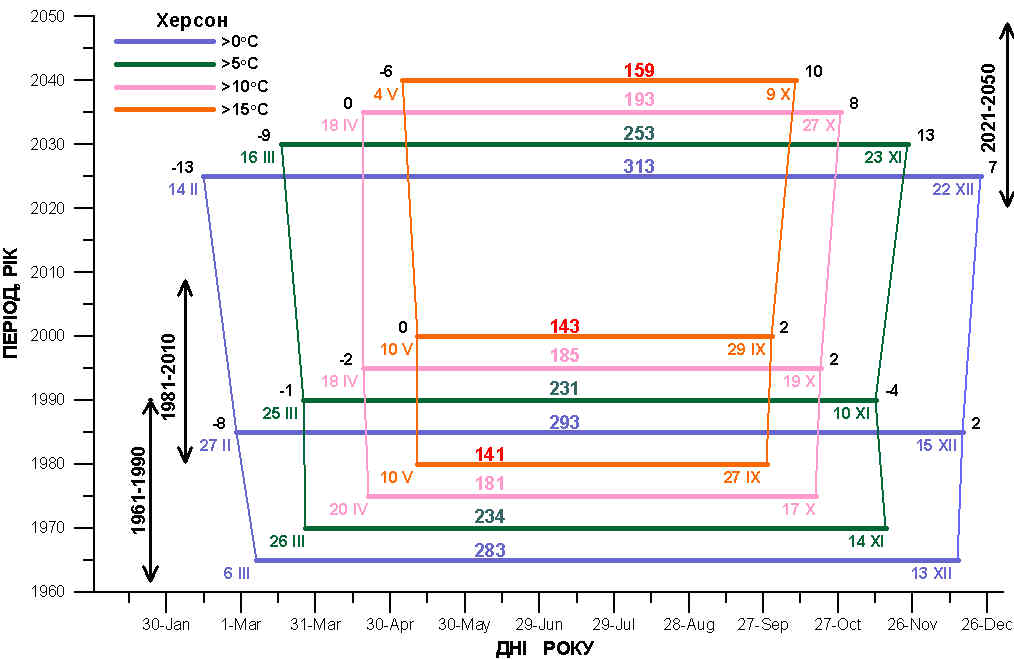 Херсон
>0°C
>5°C
>10°C
>15°C
2050
2040
2030
2020
2010
2000
1990
1980
1970
1960
ПЕРІОД, РІК
-6 159 10
4 V 9 X
0 193 8
18 IV 27 X
-9 253 13
16 III 23 XI
-13 313 7
14 II 22 XII
2021-2050
0 143 2
10 V 29 IX
-2 185 2
18 IV 19 X
-1 231 -4
25 III 10 XI
-8 293 2
27 II 15 XII
1981-2010
141
10 V 27 IX
181
20 IV 17 X
234
26 III 14 XI
283
6 III 13 XII
1961-1990
30-Jan 1-Mar 31-Mar 30-Apr 30-May 29-Jun 29-Jul 28-Aug 27-Sep 27-Oct 26-Nov 26-Dec
ДНІ РОКУ